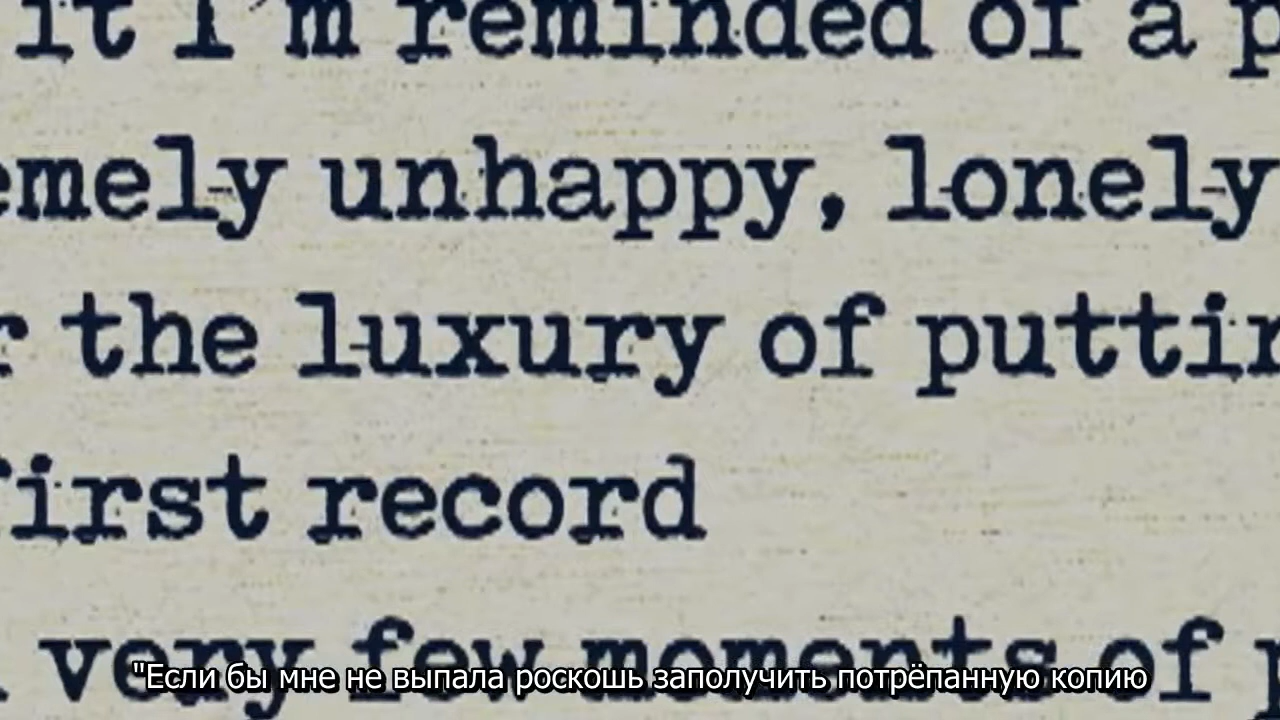 it I'm reminded of a p
emely unhappy, lonely
r the luxury of puttin
first record
very few moments of p
"Если бы мне не выпала роскошь заполучить потрёпанную копию